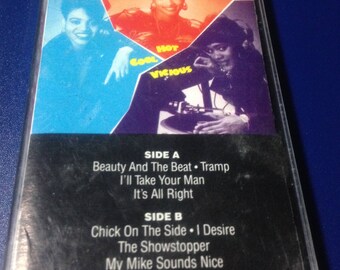 HOT
COOL
VICIOUS
SIDE A
Beauty And The Beat • Tramp
I'll Take Your Man
It's All Right
SIDE B
Chick On The Side • I Desire
The Showstopper
My Mike Sounds Nice